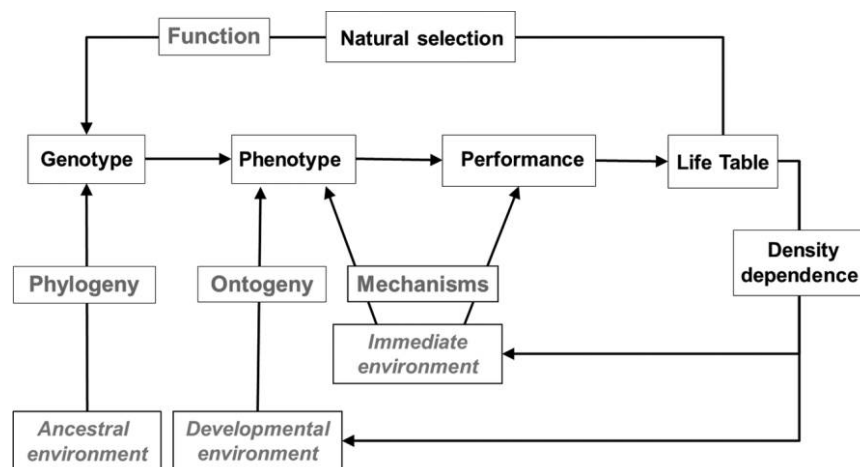 Function
Natural selection
Genotype
Phenotype
Performance
Life Table
Density
dependence
Phylogeny
Ontogeny
Mechanisms
Immediate
environment
Ancestral
environment
Developmental
environment